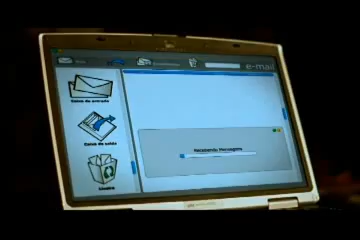 e-mail
Caixa de entrada
Recebendo Mensagens
Caixa de saída
Lixeira